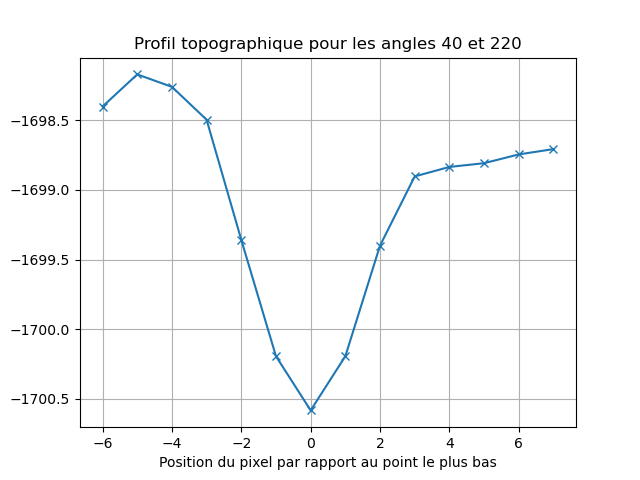 Profil topographique pour les angles 40 et 220
−1698.5
−1699.0
−1699.5
−1700.0
−1700.5
−6 −4 −2 0 2 4 6
Position du pixel par rapport au point le plus bas